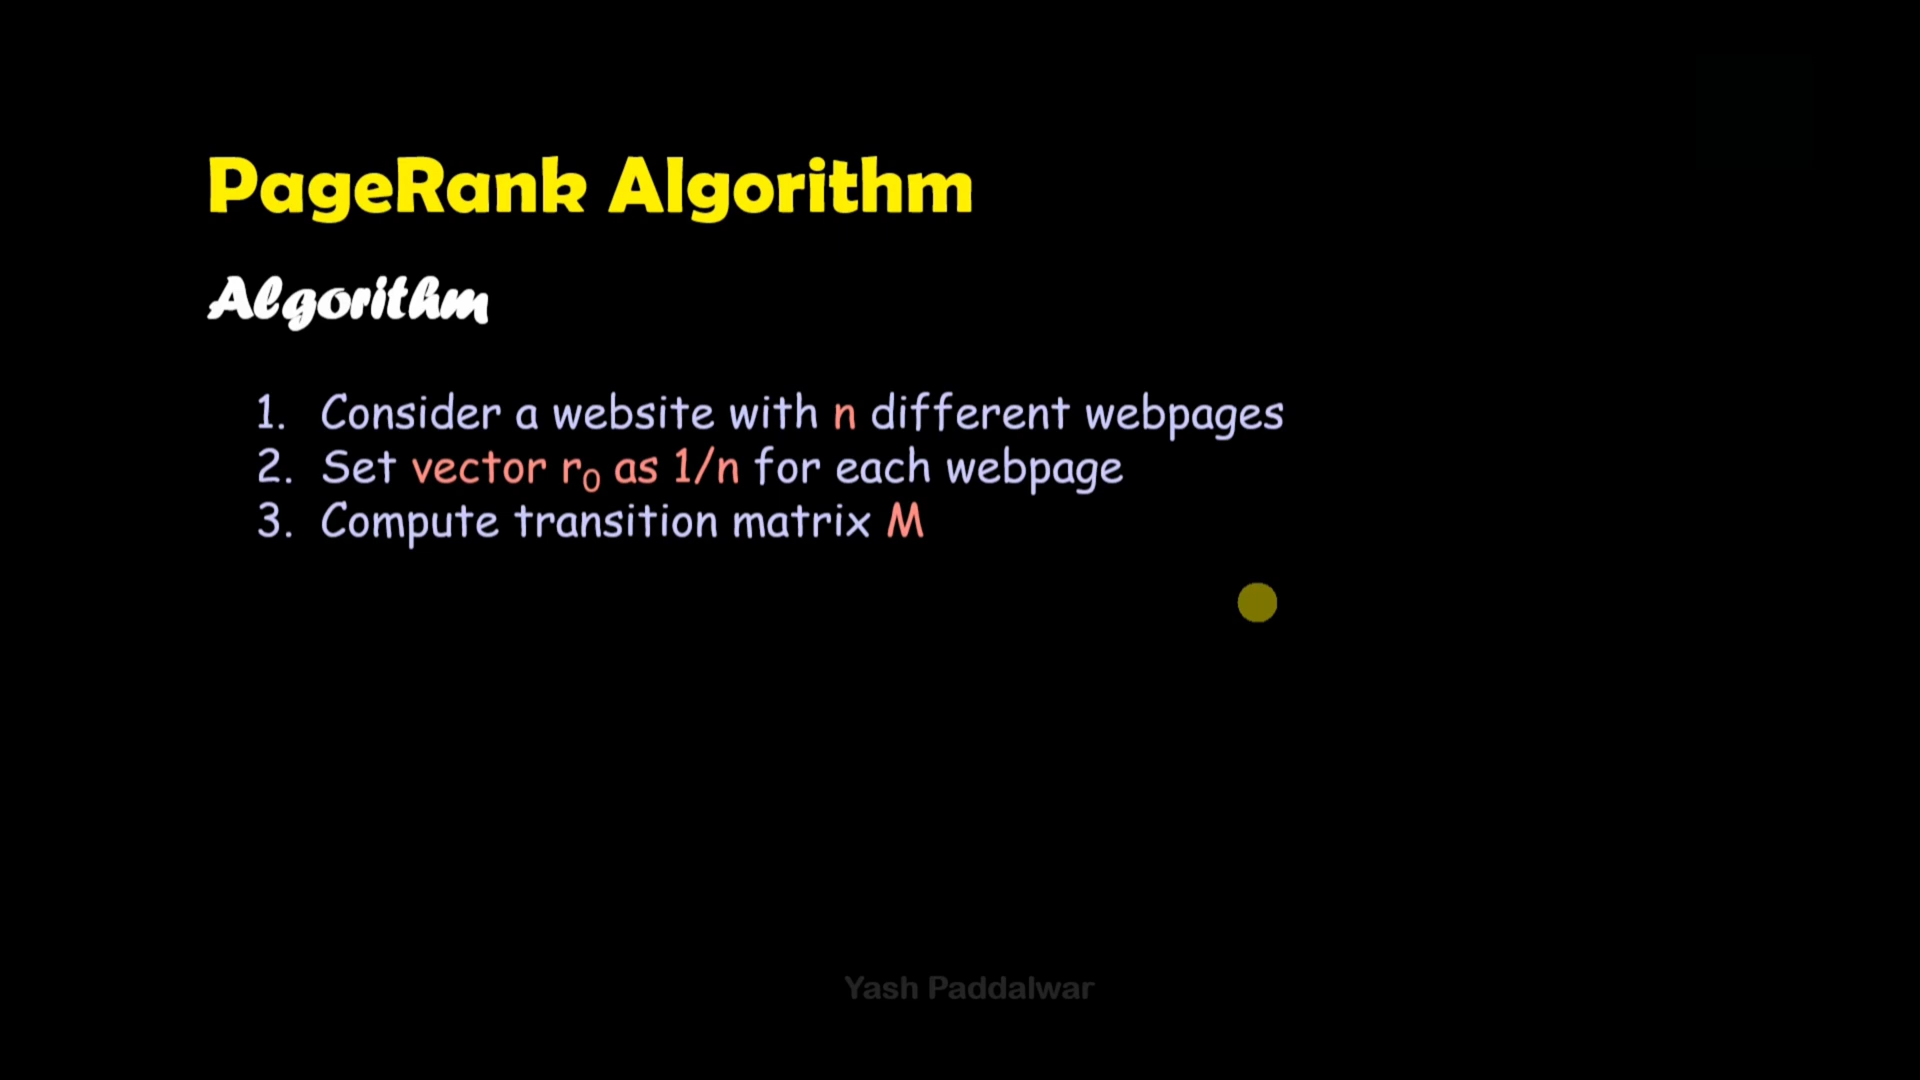 PageRank Algorithm
Algorithm
1. Consider a website with n different webpages
2. Set vector r₀ as 1/n for each webpage
3. Compute transition matrix M
Yash Paddalwar